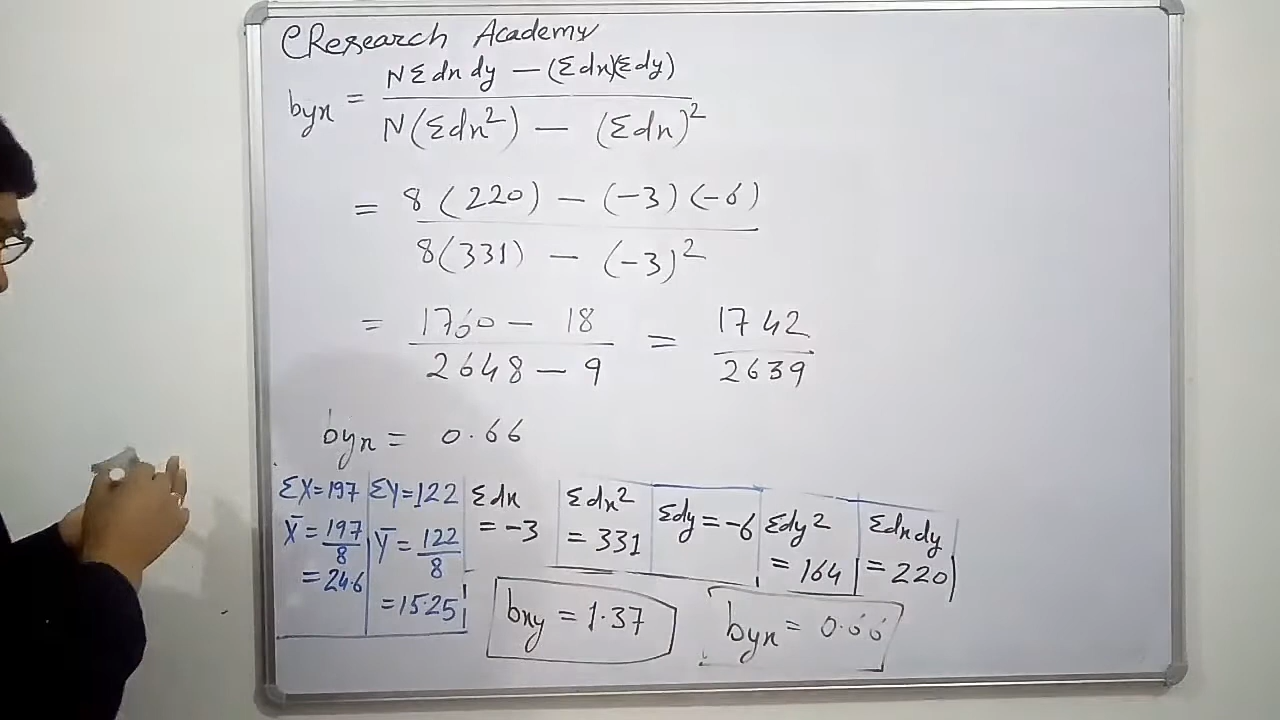 eResearch Academy
byx = NΣdxdy — (Σdx)(Σdy)
N(Σdx²) — (Σdx)²
= 8(220) — (-3)(-6)
8(331) — (-3)²
= 1760 — 18 = 1742
2648 — 9 2639
byx = 0.66
ΣX=197 ΣY=122 Σdx = -3 Σdx² = 331 Σdy = -6 Σdy² = 164 Σdxdy = 220
X̄ = 197/8 = 24.6 Ȳ = 122/8 = 15.25
bxy = 1.37 byx = 0.66